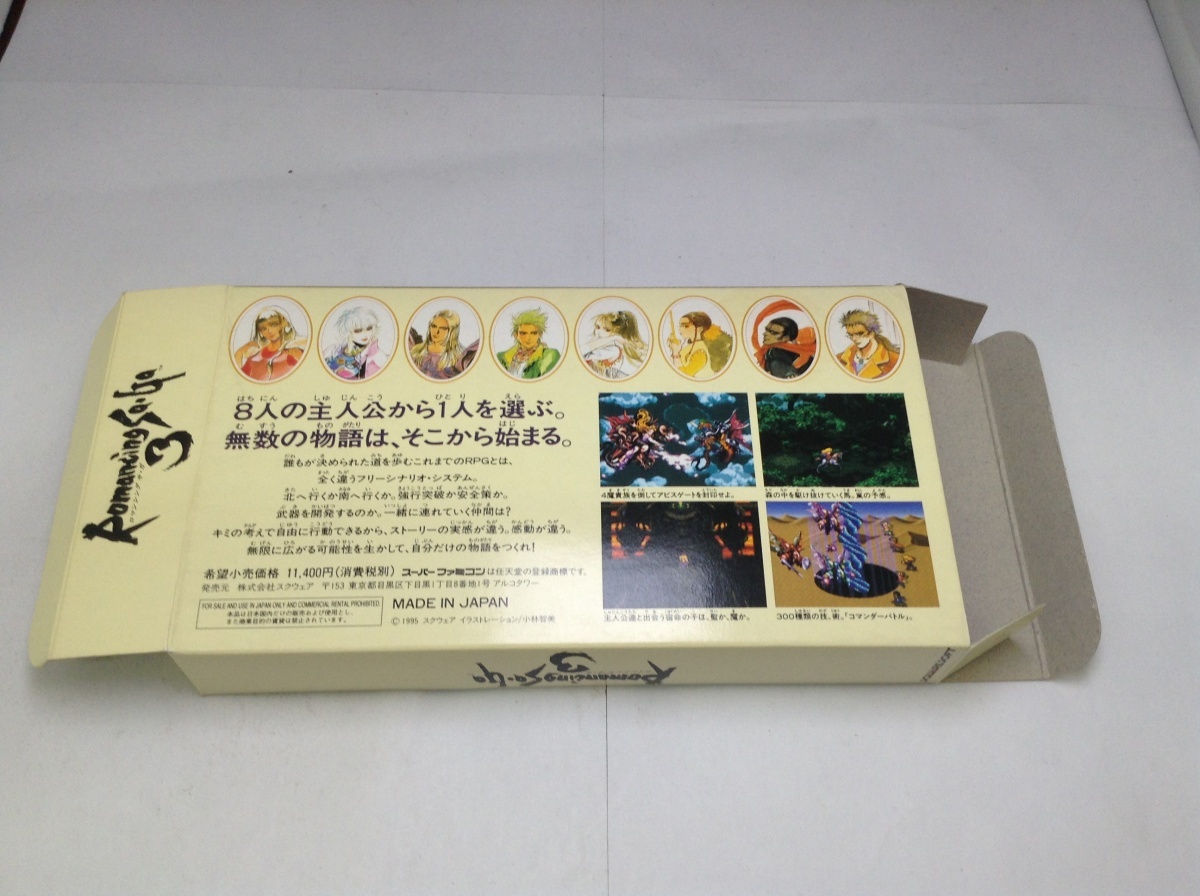 Romancing Sa·Ga
3
8人の主人公から1人を選ぶ。
無数の物語は、そこから始まる。
誰もが決められた道を歩むこれまでのRPGとは、
全く違うフリーシナリオ・システム。
北へ行くか南へ行くか。強行突破か安全策か。
武器を開発するのか。一緒に連れていく仲間は?
キミの考えで自由に行動できるから、ストーリーの実感が違う。感動が違う。
無限に広がる可能性を生かして、自分だけの物語をつくれ!
希望小売価格 11,400円(消費税別) スーパーファミコンは任天堂の登録商標です。
発売元 株式会社スクウェア 〒153 東京都目黒区下目黒1丁目8番地1号 アルコタワー
FOR SALE AND USE IN JAPAN ONLY AND COMMERCIAL RENTAL PROHIBITED.
本品は日本国内だけの販売および使用とし、
また商業目的の賃貸は禁じます。
MADE IN JAPAN
©1995 スクウェア イラストレーション/小林智美
4魔貴族を倒してアビスゲートを封印せよ。
森の中を駆け抜けていく馬。嵐の予感。
主人公達と出会う宿命の子は、聖か、魔か。
300種類の技、術。「コマンダーバトル」。
Romancing Sa·Ga
3